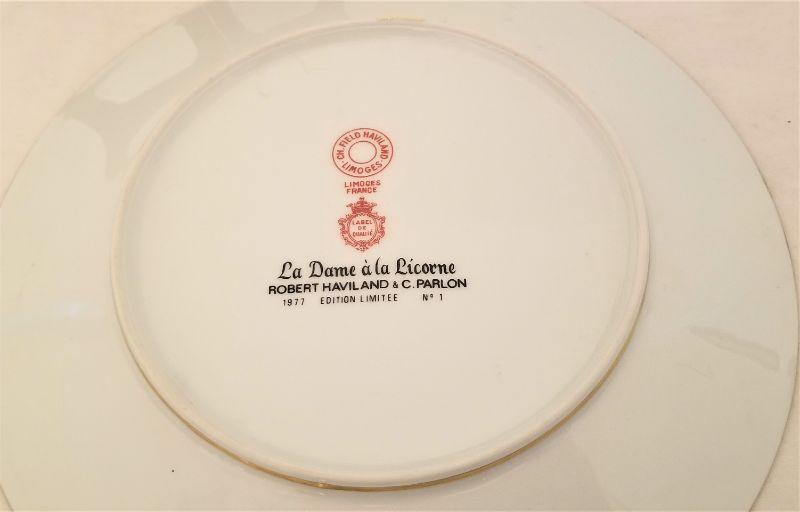 CH. FIELD HAVILAND
LIMOGES
LIMOGES
FRANCE
LABEL
DE
QUALITÉ
La Dame à la Licorne
ROBERT HAVILAND & C. PARLON
1977 EDITION LIMITEE Nº 1